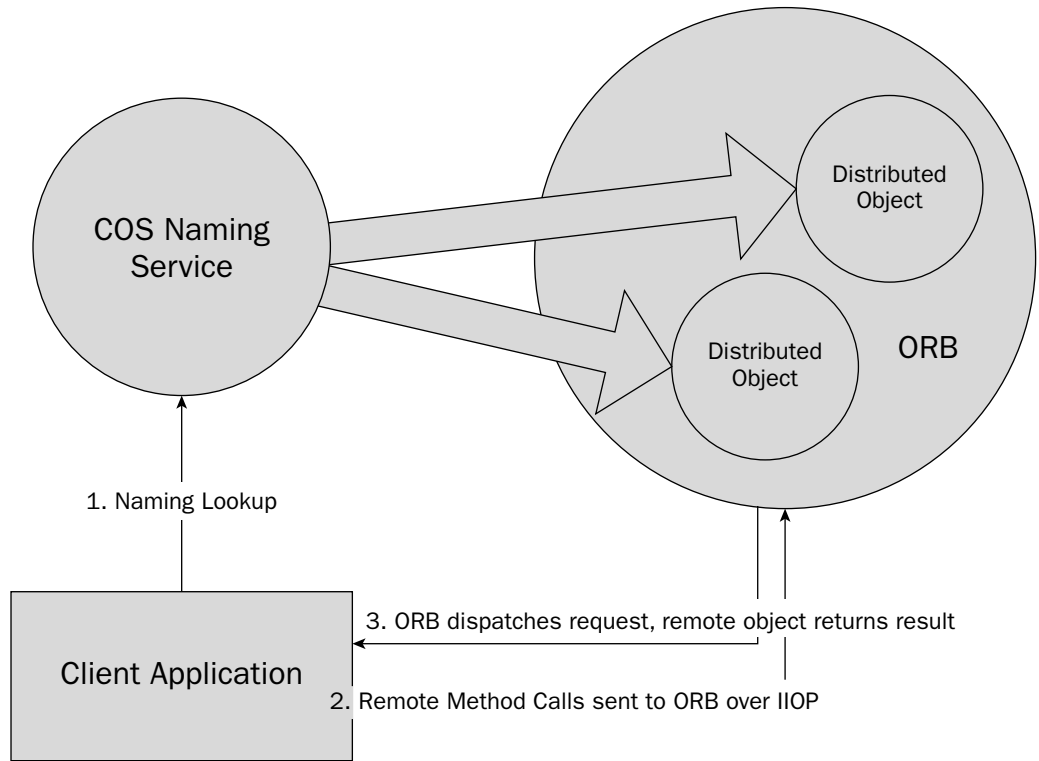 COS Naming
Service
Distributed
Object
Distributed
Object
ORB
1. Naming Lookup
3. ORB dispatches request, remote object returns result
Client Application
2. Remote Method Calls sent to ORB over IIOP